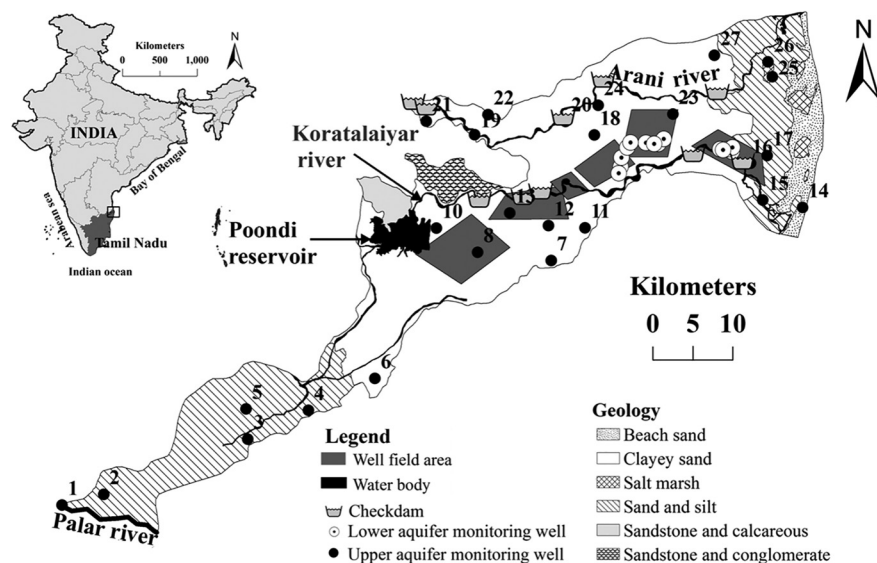 Kilometers
0 500 1,000
N
INDIA
Bay of Bengal
Arabean sea
Tamil Nadu
Indian ocean
N
27
26
25
Arani river
24
23
22
21
20
19
18
17
16
15
14
Koratalaiyar
river
13
12
11
10
8
7
Poondi
reservoir
Kilometers
0 5 10
6
5
4
3
2
1
Palar river
Legend
Well field area
Water body
Checkdam
Lower aquifer monitoring well
Upper aquifer monitoring well
Geology
Beach sand
Clayey sand
Salt marsh
Sand and silt
Sandstone and calcareous
Sandstone and conglomerate